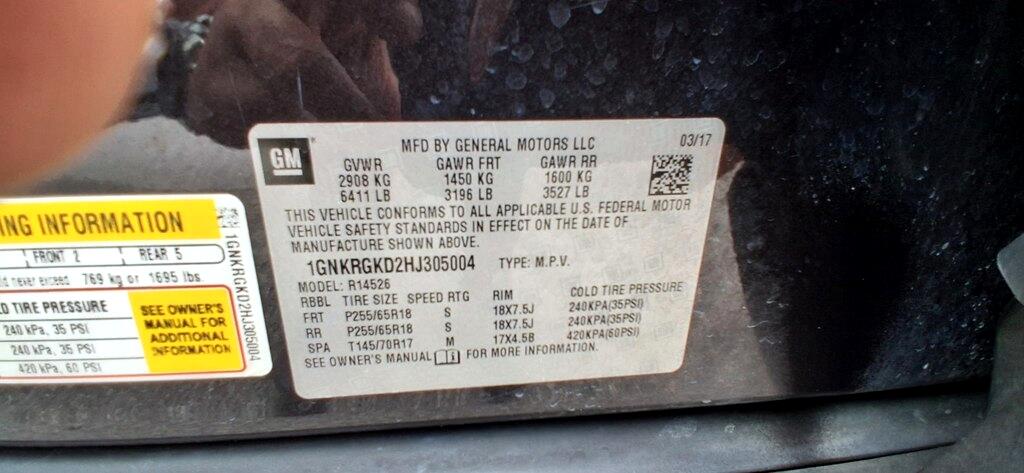 GM
MFD BY GENERAL MOTORS LLC 03/17
GVWR GAWR FRT GAWR RR
2908 KG 1450 KG 1600 KG
6411 LB 3196 LB 3527 LB
THIS VEHICLE CONFORMS TO ALL APPLICABLE U.S. FEDERAL MOTOR
VEHICLE SAFETY STANDARDS IN EFFECT ON THE DATE OF
MANUFACTURE SHOWN ABOVE.
1GNKRGKD2HJ305004 TYPE: M.P.V.
MODEL: R14526
RBBL TIRE SIZE SPEED RTG RIM COLD TIRE PRESSURE
FRT P255/65R18 S 18X7.5J 240KPA(35PSI)
RR P255/65R18 S 18X7.5J 240KPA(35PSI)
SPA T145/70R17 M 17X4.5B 420KPA(60PSI)
SEE OWNER'S MANUAL FOR MORE INFORMATION.
ING INFORMATION
FRONT 2 REAR 5
never exceed 769 kg or 1695 lbs.
D TIRE PRESSURE
240 kPa, 35 PSI
240 kPa, 35 PSI
420 kPa, 60 PSI
SEE OWNER'S
MANUAL FOR
ADDITIONAL
INFORMATION
1GNKRGKD2HJ305004